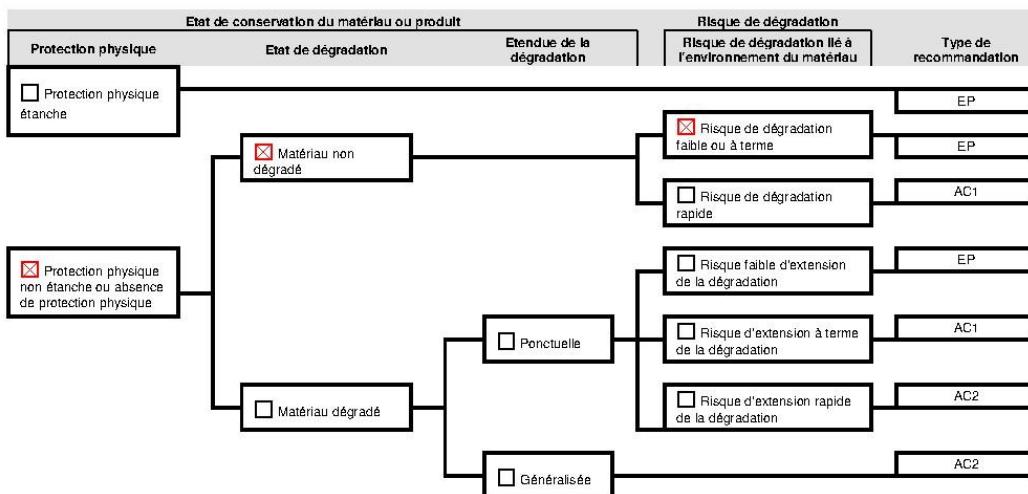 Etat de conservation du matériau ou produit
Risque de dégradation
Protection physique
Etat de dégradation
Etendue de la
dégradation
Risque de dégradation lié à
l'environnement du matériau
Type de
recommandation
Protection physique
étanche
EP
Matériau non
dégradé
Risque de dégradation
faible ou à terme
EP
Risque de dégradation
rapide
AC1
Protection physique
non étanche ou absence
de protection physique
Risque faible d'extension
de la dégradation
EP
Ponctuelle
Risque d'extension à terme
de la dégradation
AC1
Matériau dégradé
Risque d'extension rapide
de la dégradation
AC2
Généralisée
AC2